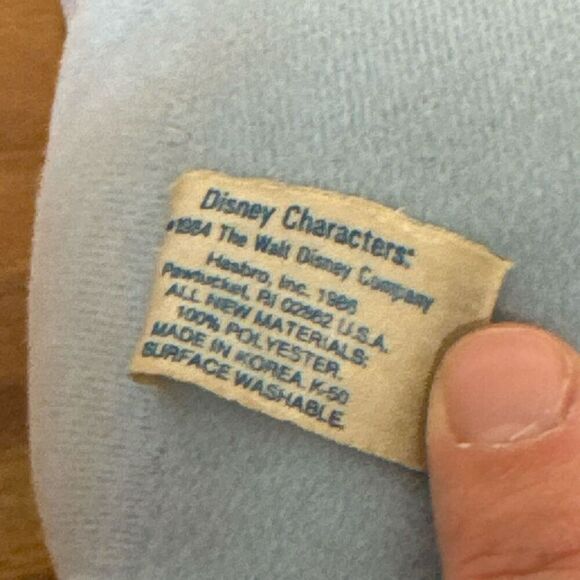 Disney Characters:
©1984 The Walt Disney Company
Hasbro, Inc. 1986
Pawtucket, RI 02862 U.S.A.
ALL NEW MATERIALS:
100% POLYESTER.
MADE IN KOREA. K-50
SURFACE WASHABLE.